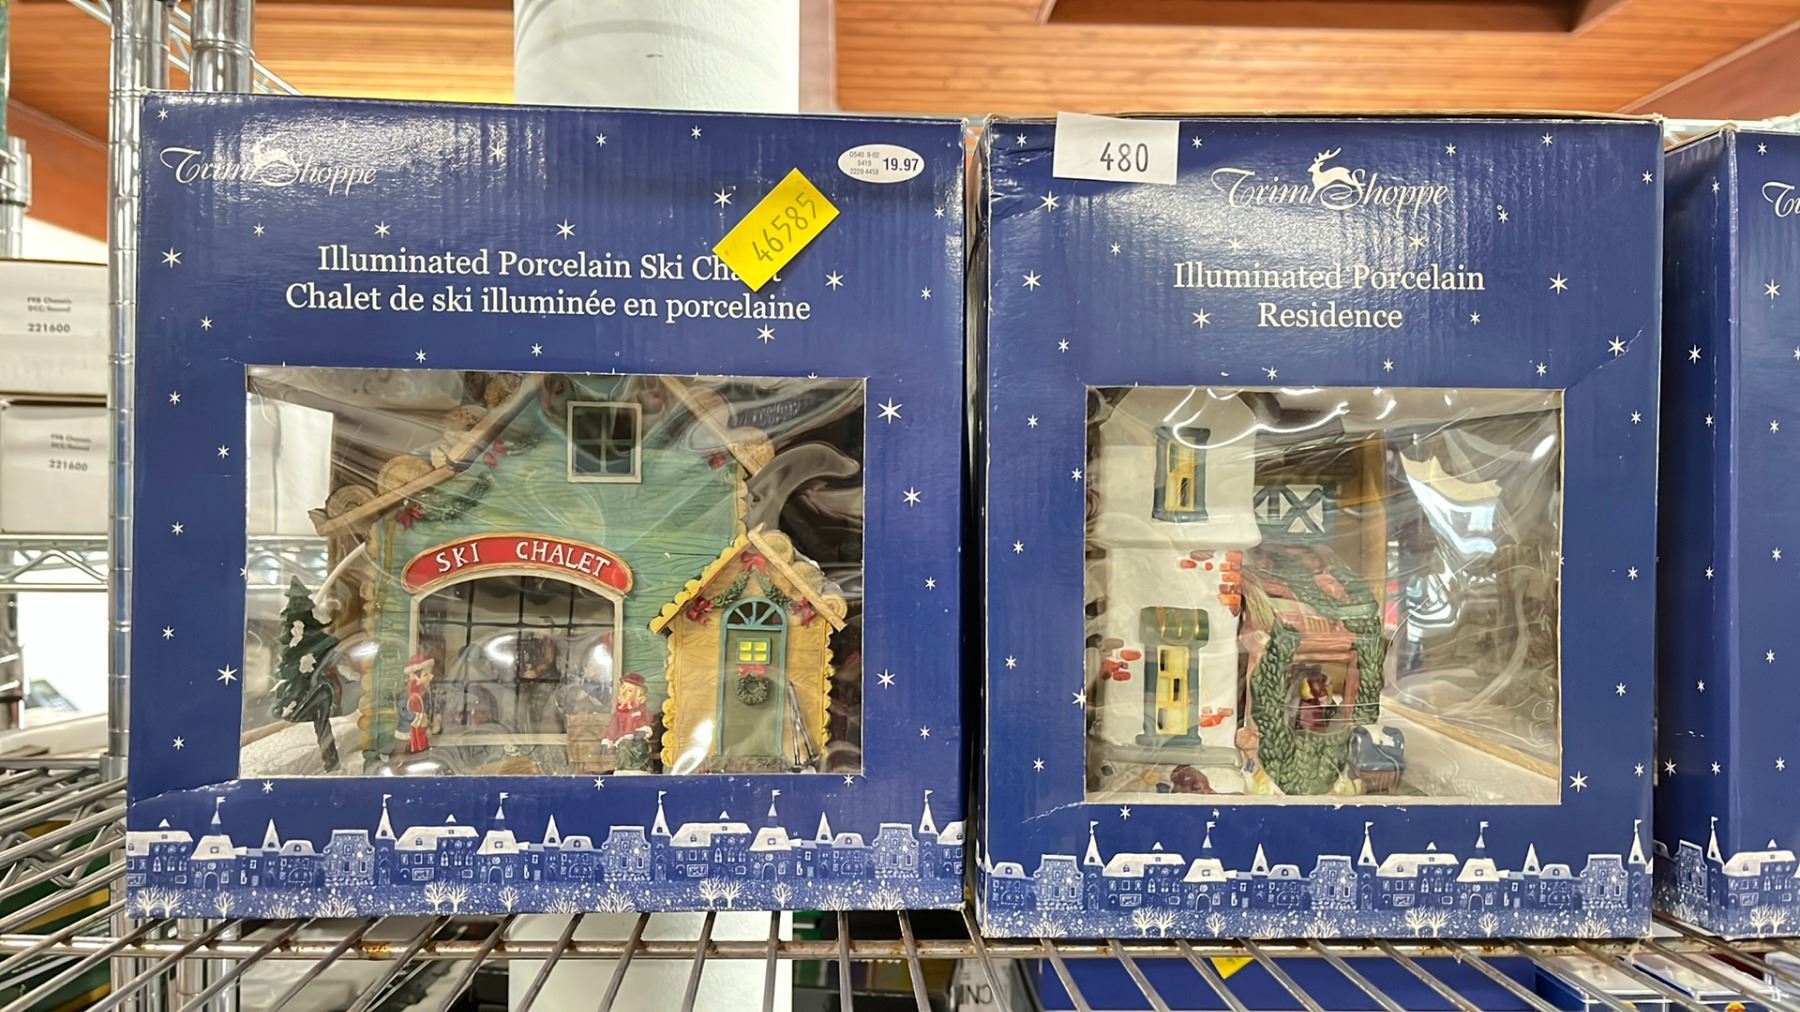 Trim Shoppe
0540 9-02
5419
2229 4458
19.97
46585
Illuminated Porcelain Ski
Chalet de ski illuminée en porcelaine
SKI CHALET
480
Trim Shoppe
Illuminated Porcelain
Residence
221600
221600